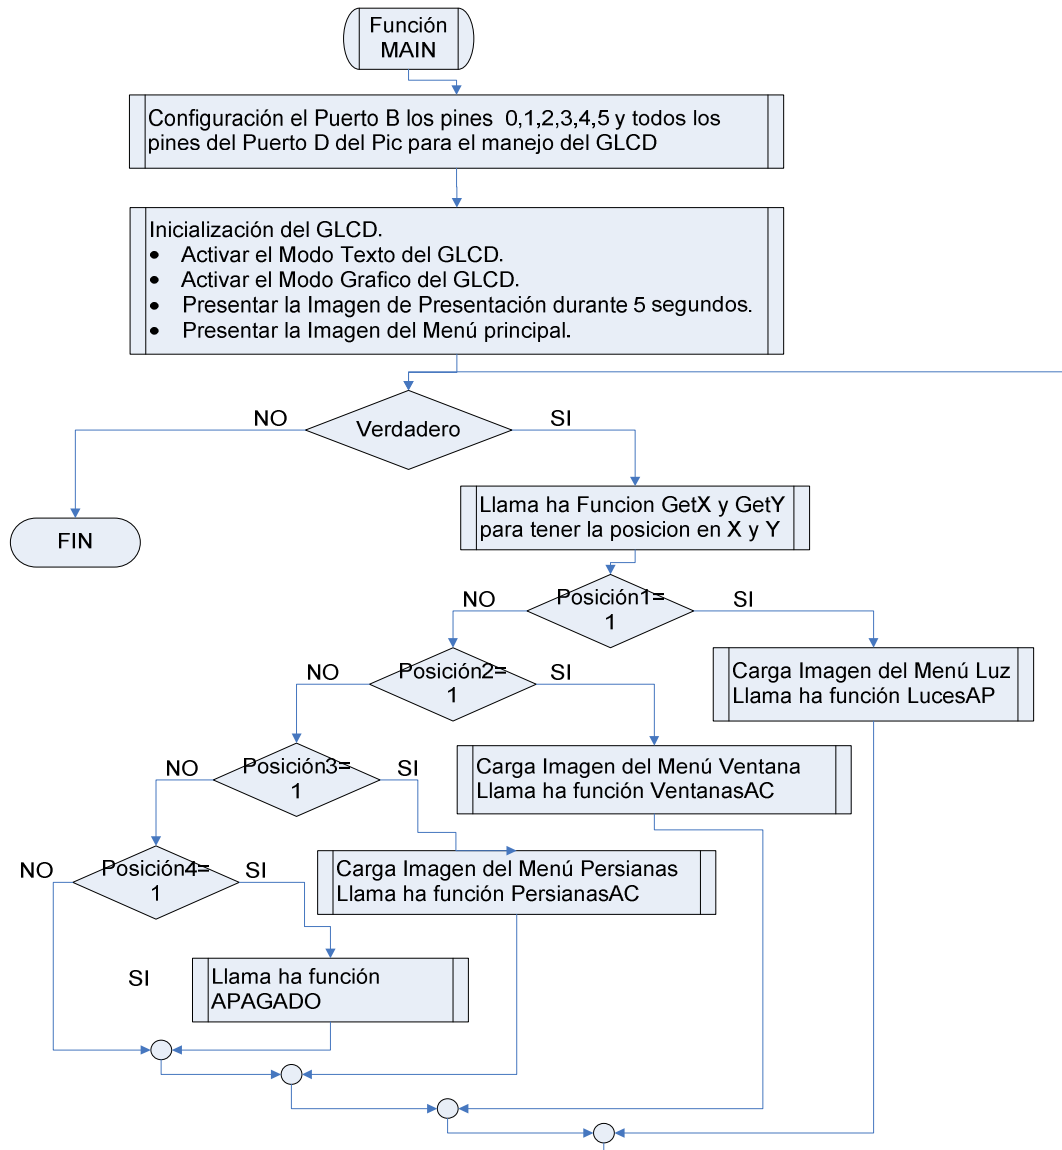 Función
MAIN
Configuración el Puerto B los pines 0,1,2,3,4,5 y todos los
pines del Puerto D del Pic para el manejo del GLCD
Inicialización del GLCD.
• Activar el Modo Texto del GLCD.
• Activar el Modo Grafico del GLCD.
• Presentar la Imagen de Presentación durante 5 segundos.
• Presentar la Imagen del Menú principal.
NO
Verdadero
SI
FIN
Llama ha Funcion GetX y GetY
para tener la posicion en X y Y
NO
Posición1=
1
SI
Carga Imagen del Menú Luz
Llama ha función LucesAP
NO
Posición2=
1
SI
Carga Imagen del Menú Ventana
Llama ha función VentanasAC
NO
Posición3=
1
SI
Carga Imagen del Menú Persianas
Llama ha función PersianasAC
NO
Posición4=
1
SI
SI
Llama ha función
APAGADO